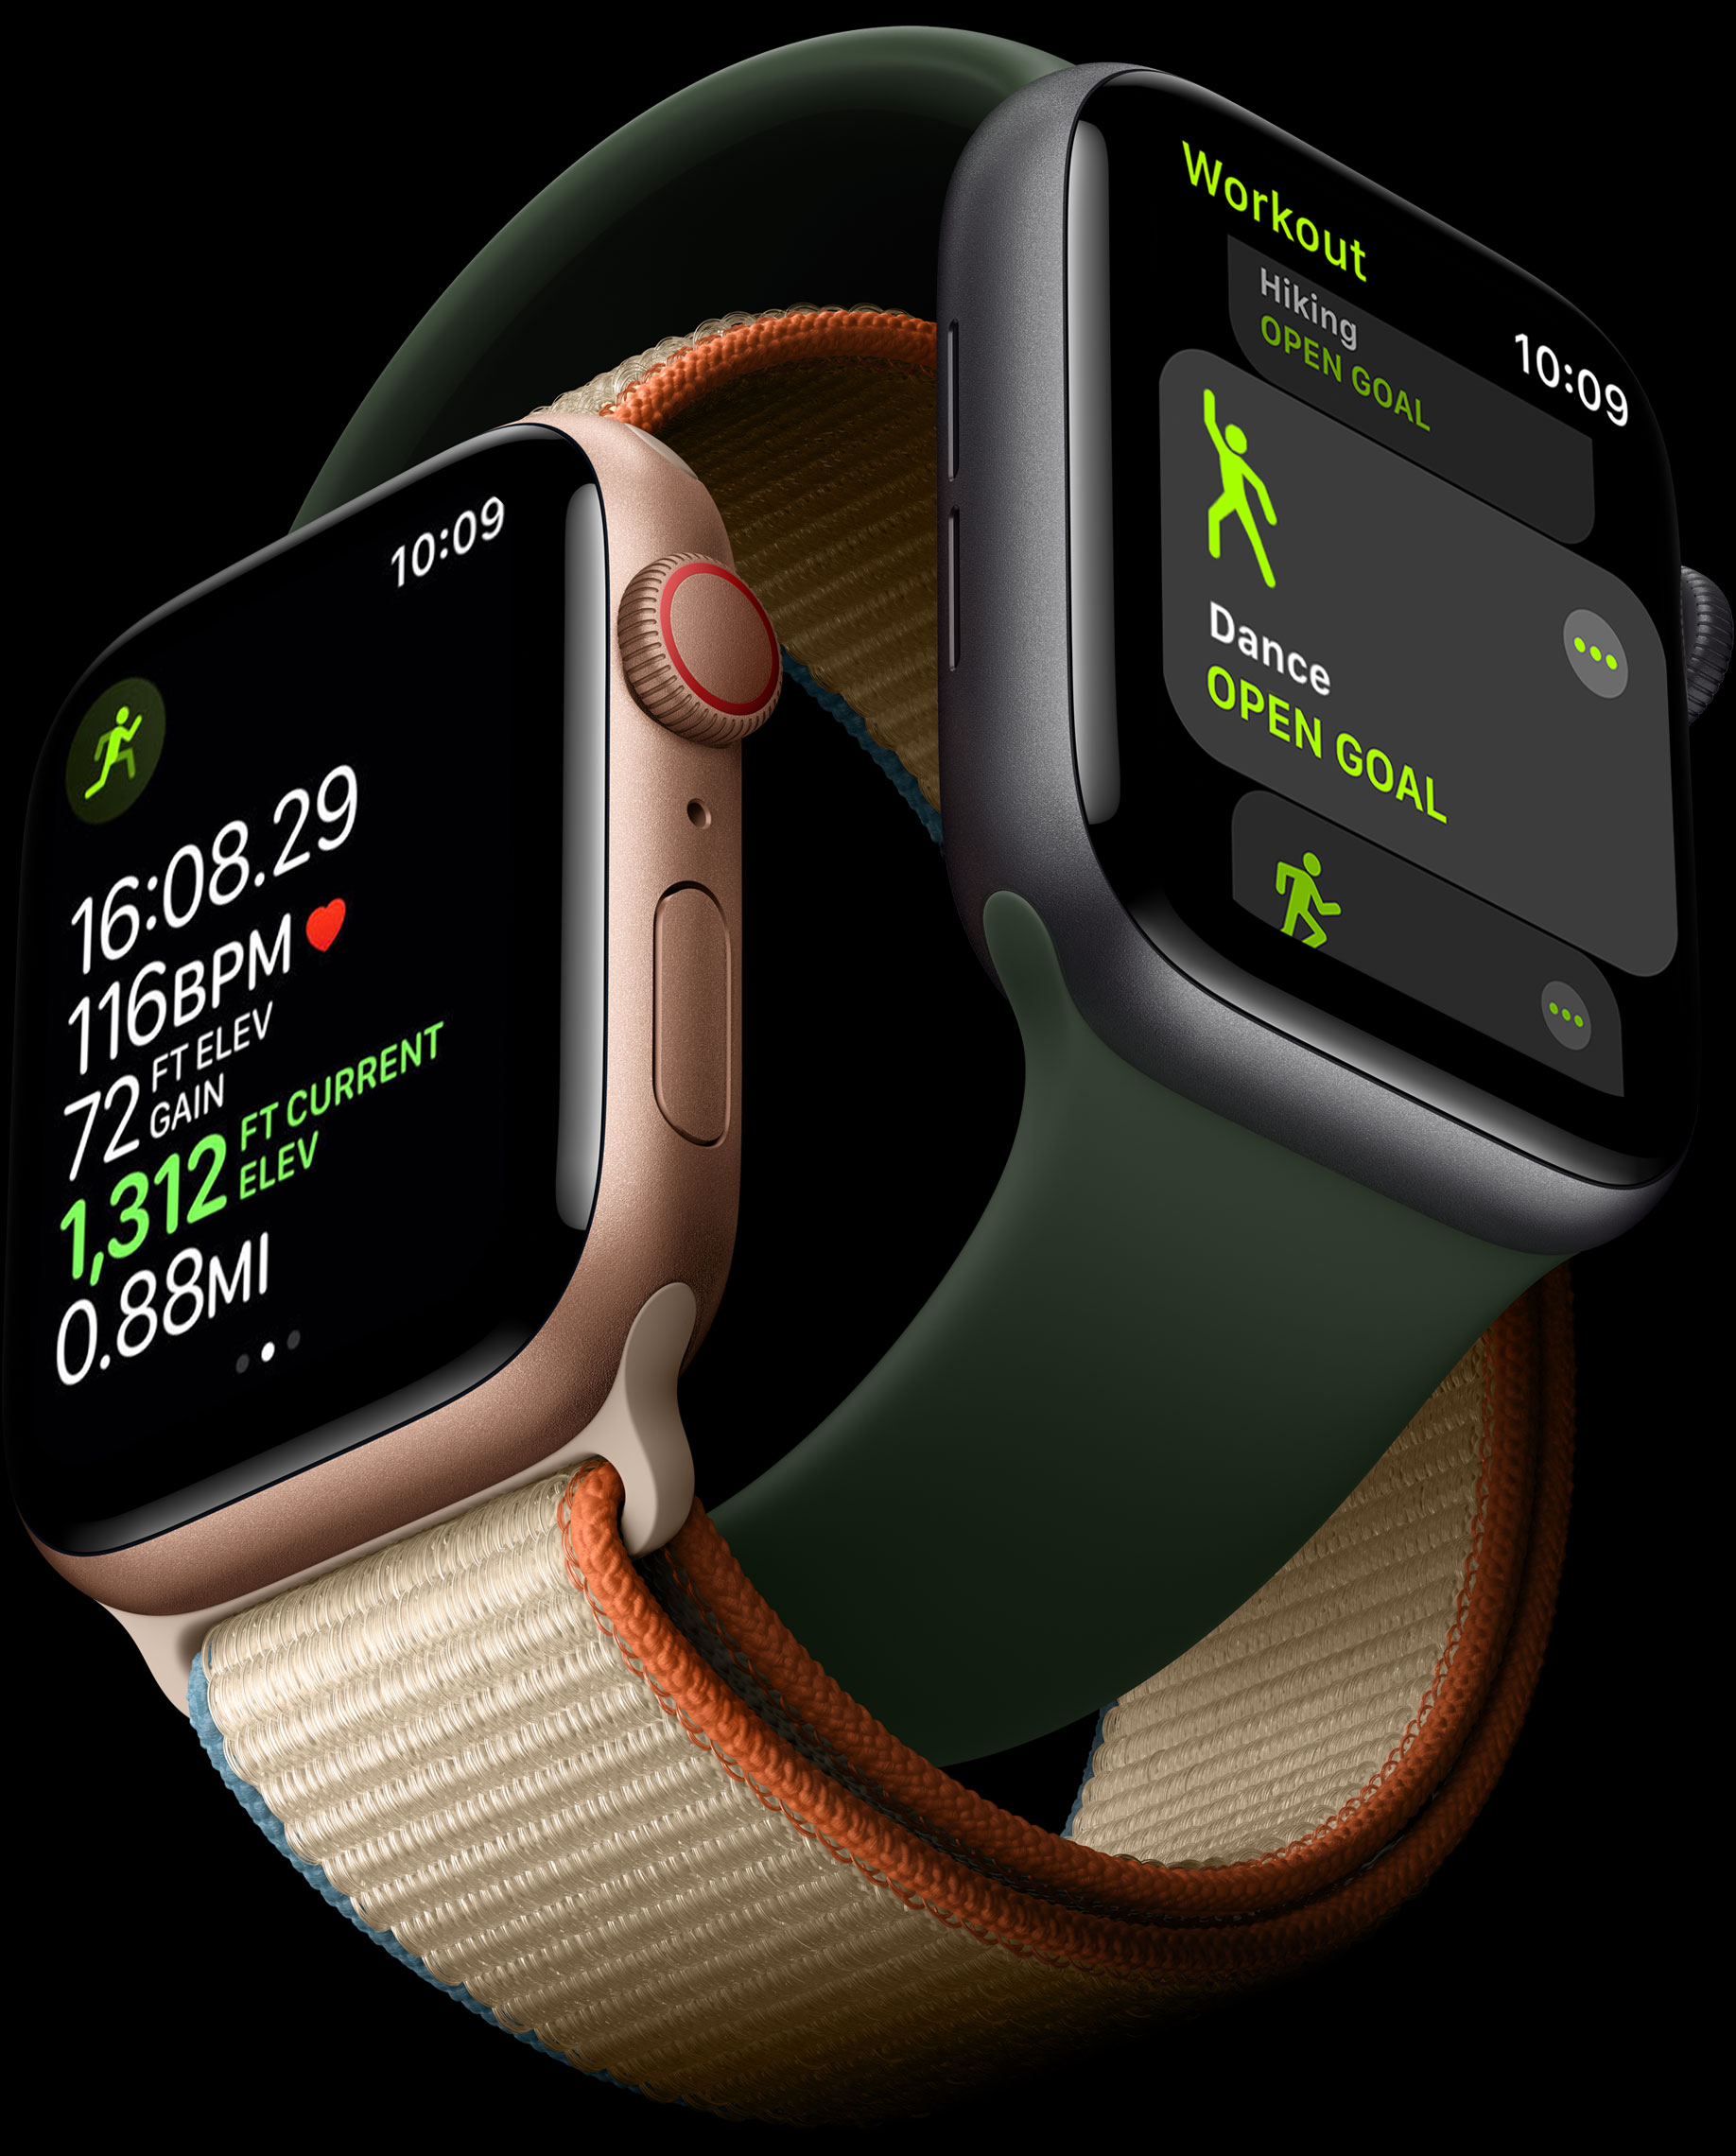 10:09
16:08.29
116BPM
72 FT ELEV
GAIN
1,312 FT CURRENT
ELEV
0.88MI
Workout
10:09
Hiking
OPEN GOAL
Dance
OPEN GOAL